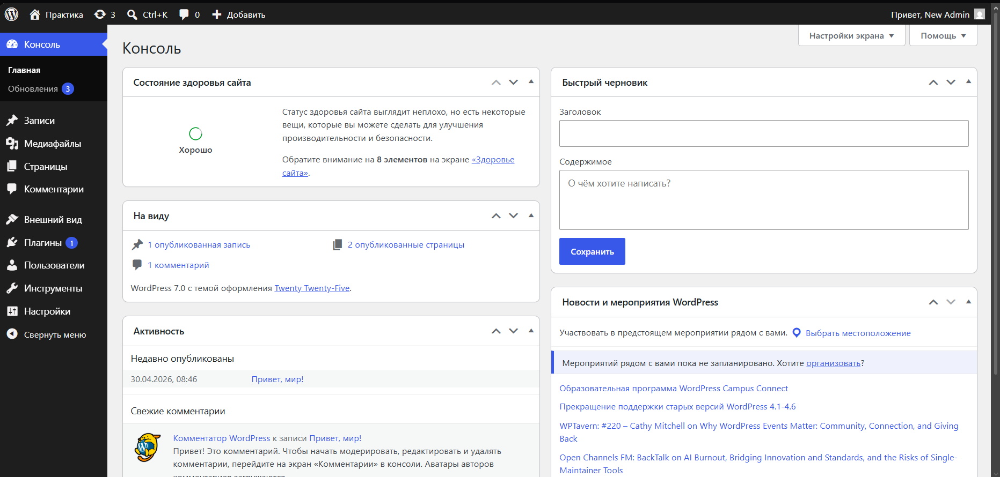 Практика 3 Ctrl+K 0 Добавить Привет, New Admin
Консоль
Главная
Обновления 3
Записи
Медиафайлы
Страницы
Комментарии
Внешний вид
Плагины 1
Пользователи
Инструменты
Настройки
Свернуть меню
Настройки экрана
Помощь
Консоль
Состояние здоровья сайта
Хорошо
Статус здоровья сайта выглядит неплохо, но есть некоторые
вещи, которые вы можете сделать для улучшения
производительности и безопасности.
Обратите внимание на 8 элементов на экране «Здоровье
сайта».
На виду
1 опубликованная запись
2 опубликованные страницы
1 комментарий
WordPress 7.0 с темой оформления Twenty Twenty-Five.
Активность
Недавно опубликованы
30.04.2026, 08:46 Привет, мир!
Свежие комментарии
Комментатор WordPress к записи Привет, мир!
Привет! Это комментарий. Чтобы начать модерировать, редактировать и удалять
комментарии, перейдите на экран «Комментарии» в консоли. Аватары авторов
комментариев загружаются
Быстрый черновик
Заголовок
Содержимое
О чём хотите написать?
Сохранить
Новости и мероприятия WordPress
Участвовать в предстоящем мероприятии рядом с вами. Выбрать местоположение
Мероприятий рядом с вами пока не запланировано. Хотите организовать?
Образовательная программа WordPress Campus Connect
Прекращение поддержки старых версий WordPress 4.1-4.6
WPTavern: #220 – Cathy Mitchell on Why WordPress Events Matter: Community, Connection, and Giving
Back
Open Channels FM: BackTalk on AI Burnout, Bridging Innovation and Standards, and the Risks of Single-
Maintainer Tools